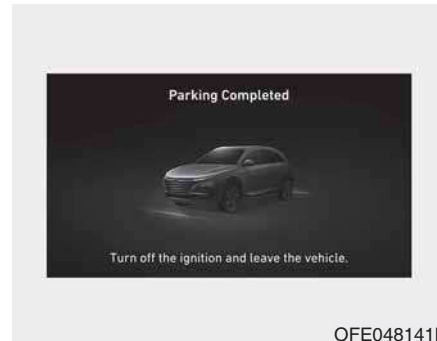 Parking Completed
Turn off the ignition and leave the vehicle.
OFE048141